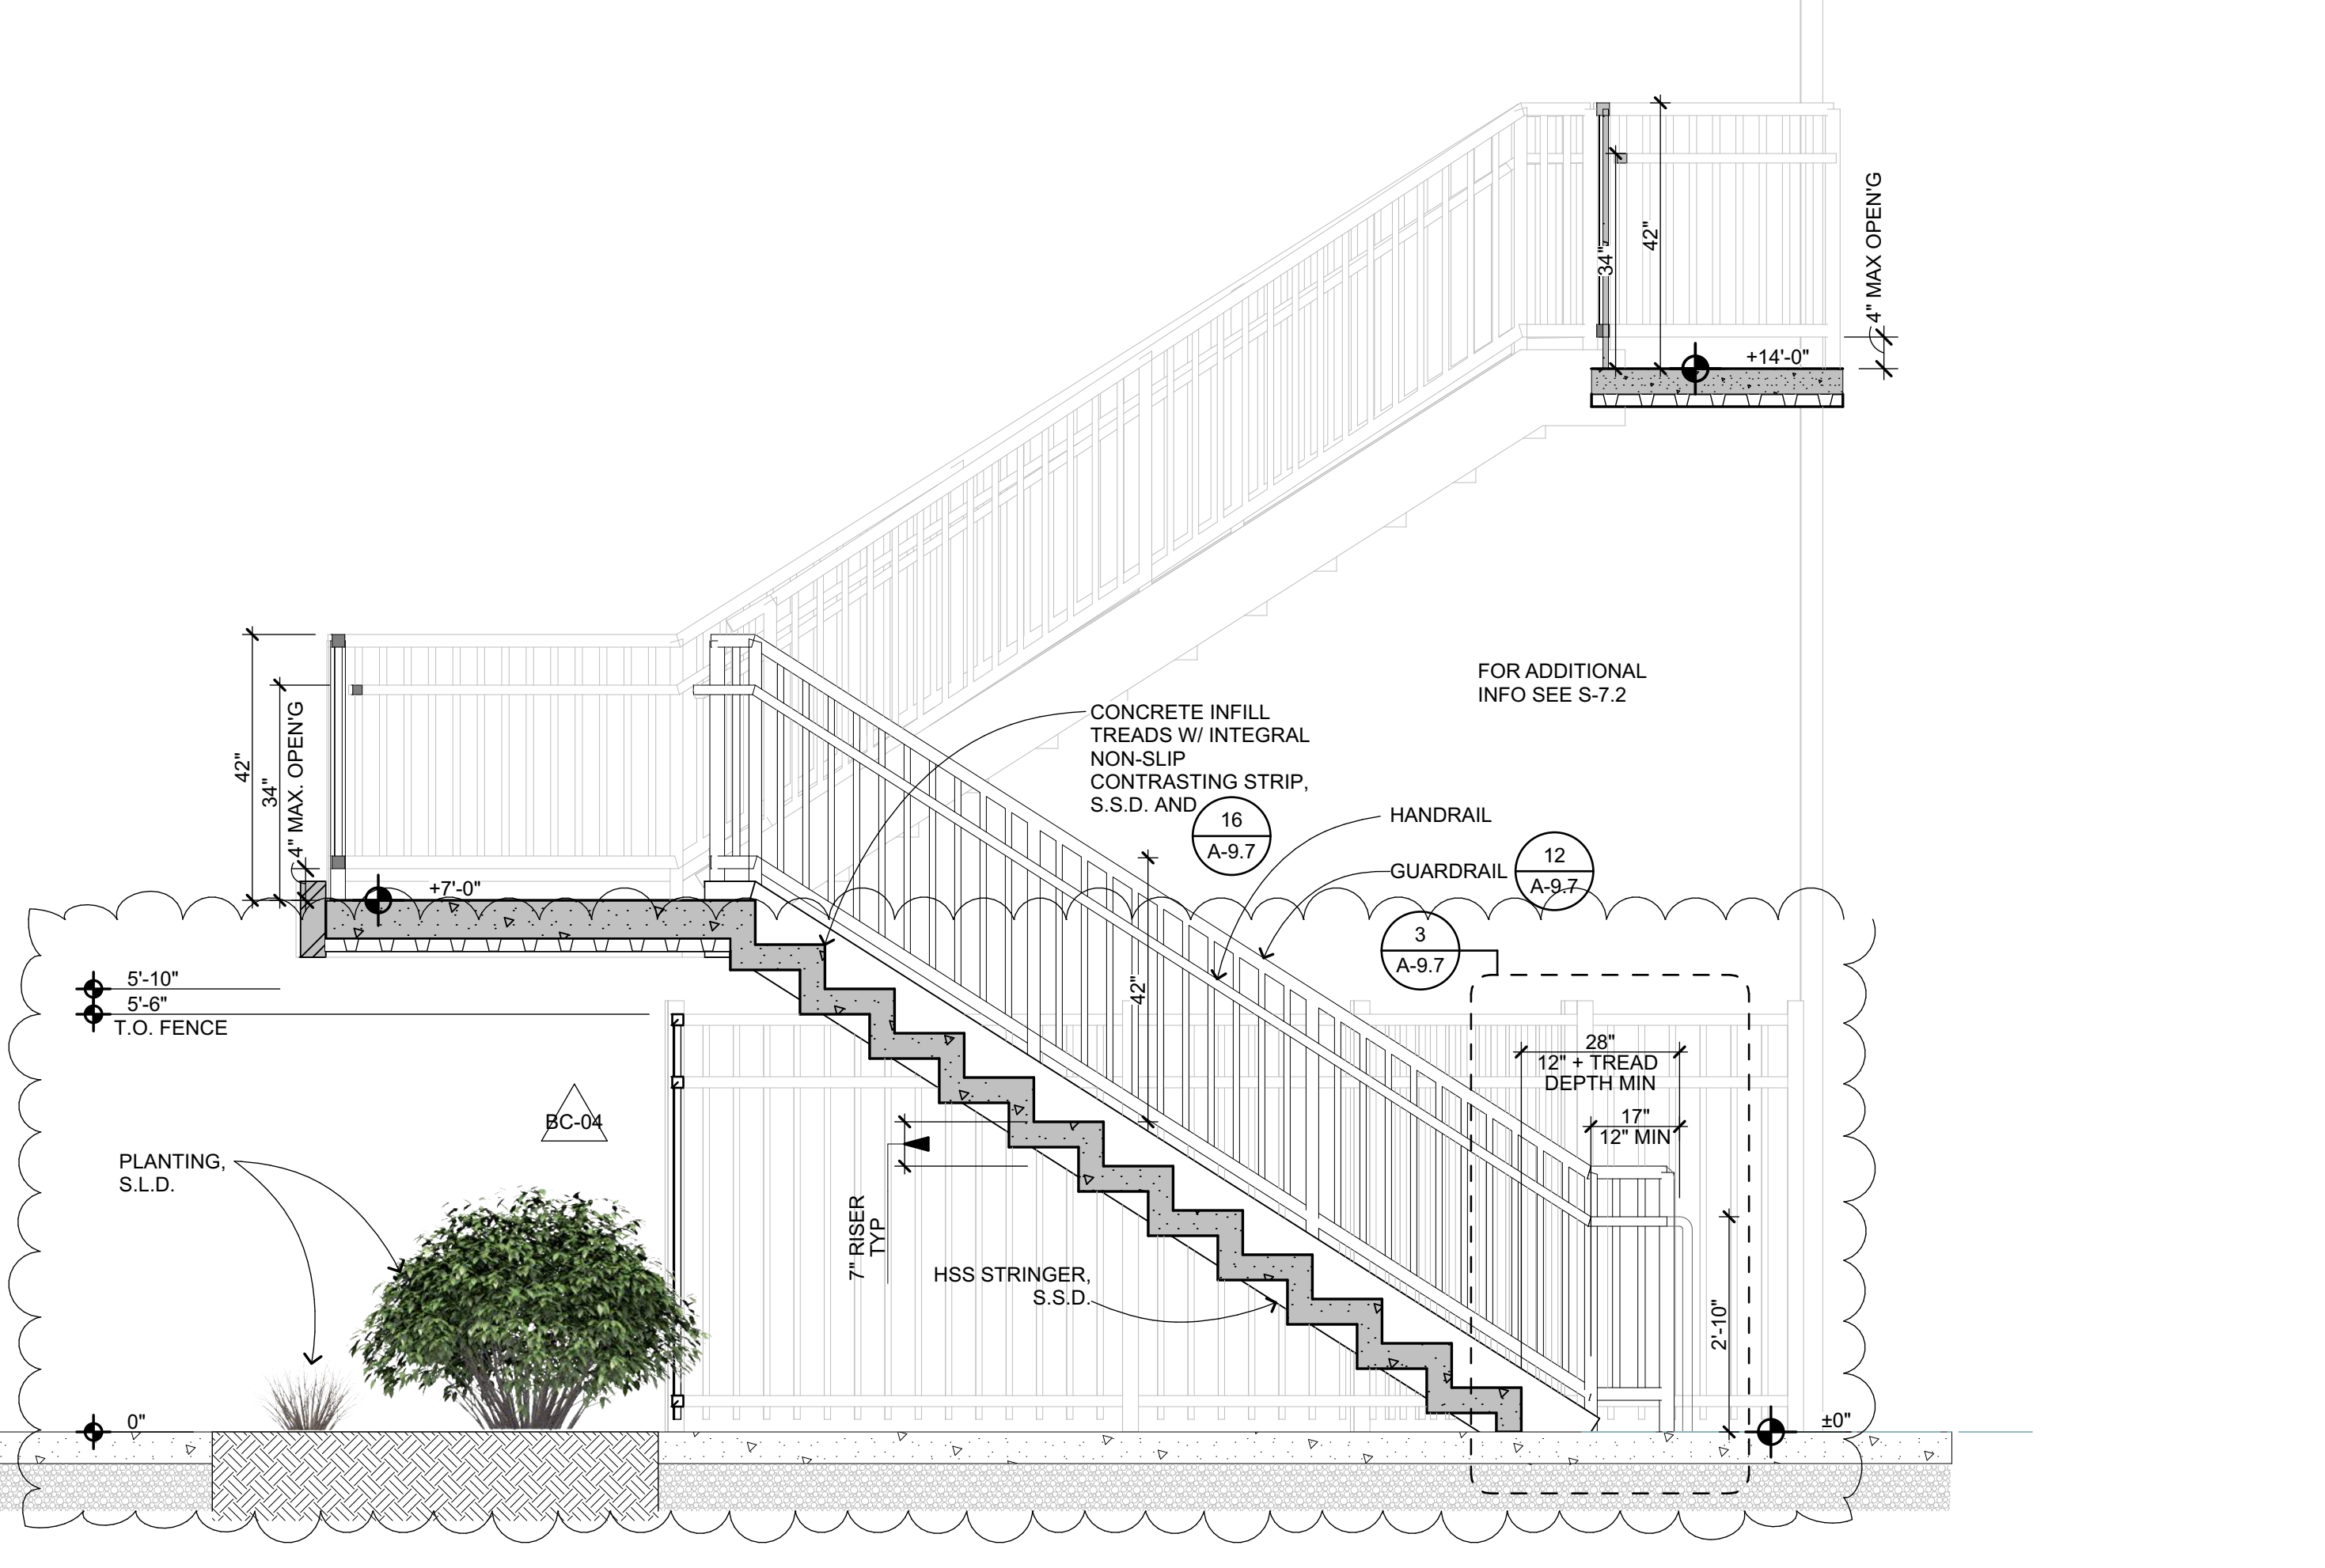 42"
34"
4" MAX OPEN'G
+14'-0"
FOR ADDITIONAL
INFO SEE S-7.2
CONCRETE INFILL
TREADS W/ INTEGRAL
NON-SLIP
CONTRASTING STRIP,
S.S.D. AND
16
A-9.7
HANDRAIL
GUARDRAIL
12
A-9.7
3
A-9.7
42"
34"
4" MAX. OPEN'G
+7'-0"
5'-10"
5'-6"
T.O. FENCE
42"
28"
12" + TREAD
DEPTH MIN
17"
12" MIN
BC-04
PLANTING,
S.L.D.
7" RISER
TYP
HSS STRINGER,
S.S.D.
2'-10"
0"
±0"